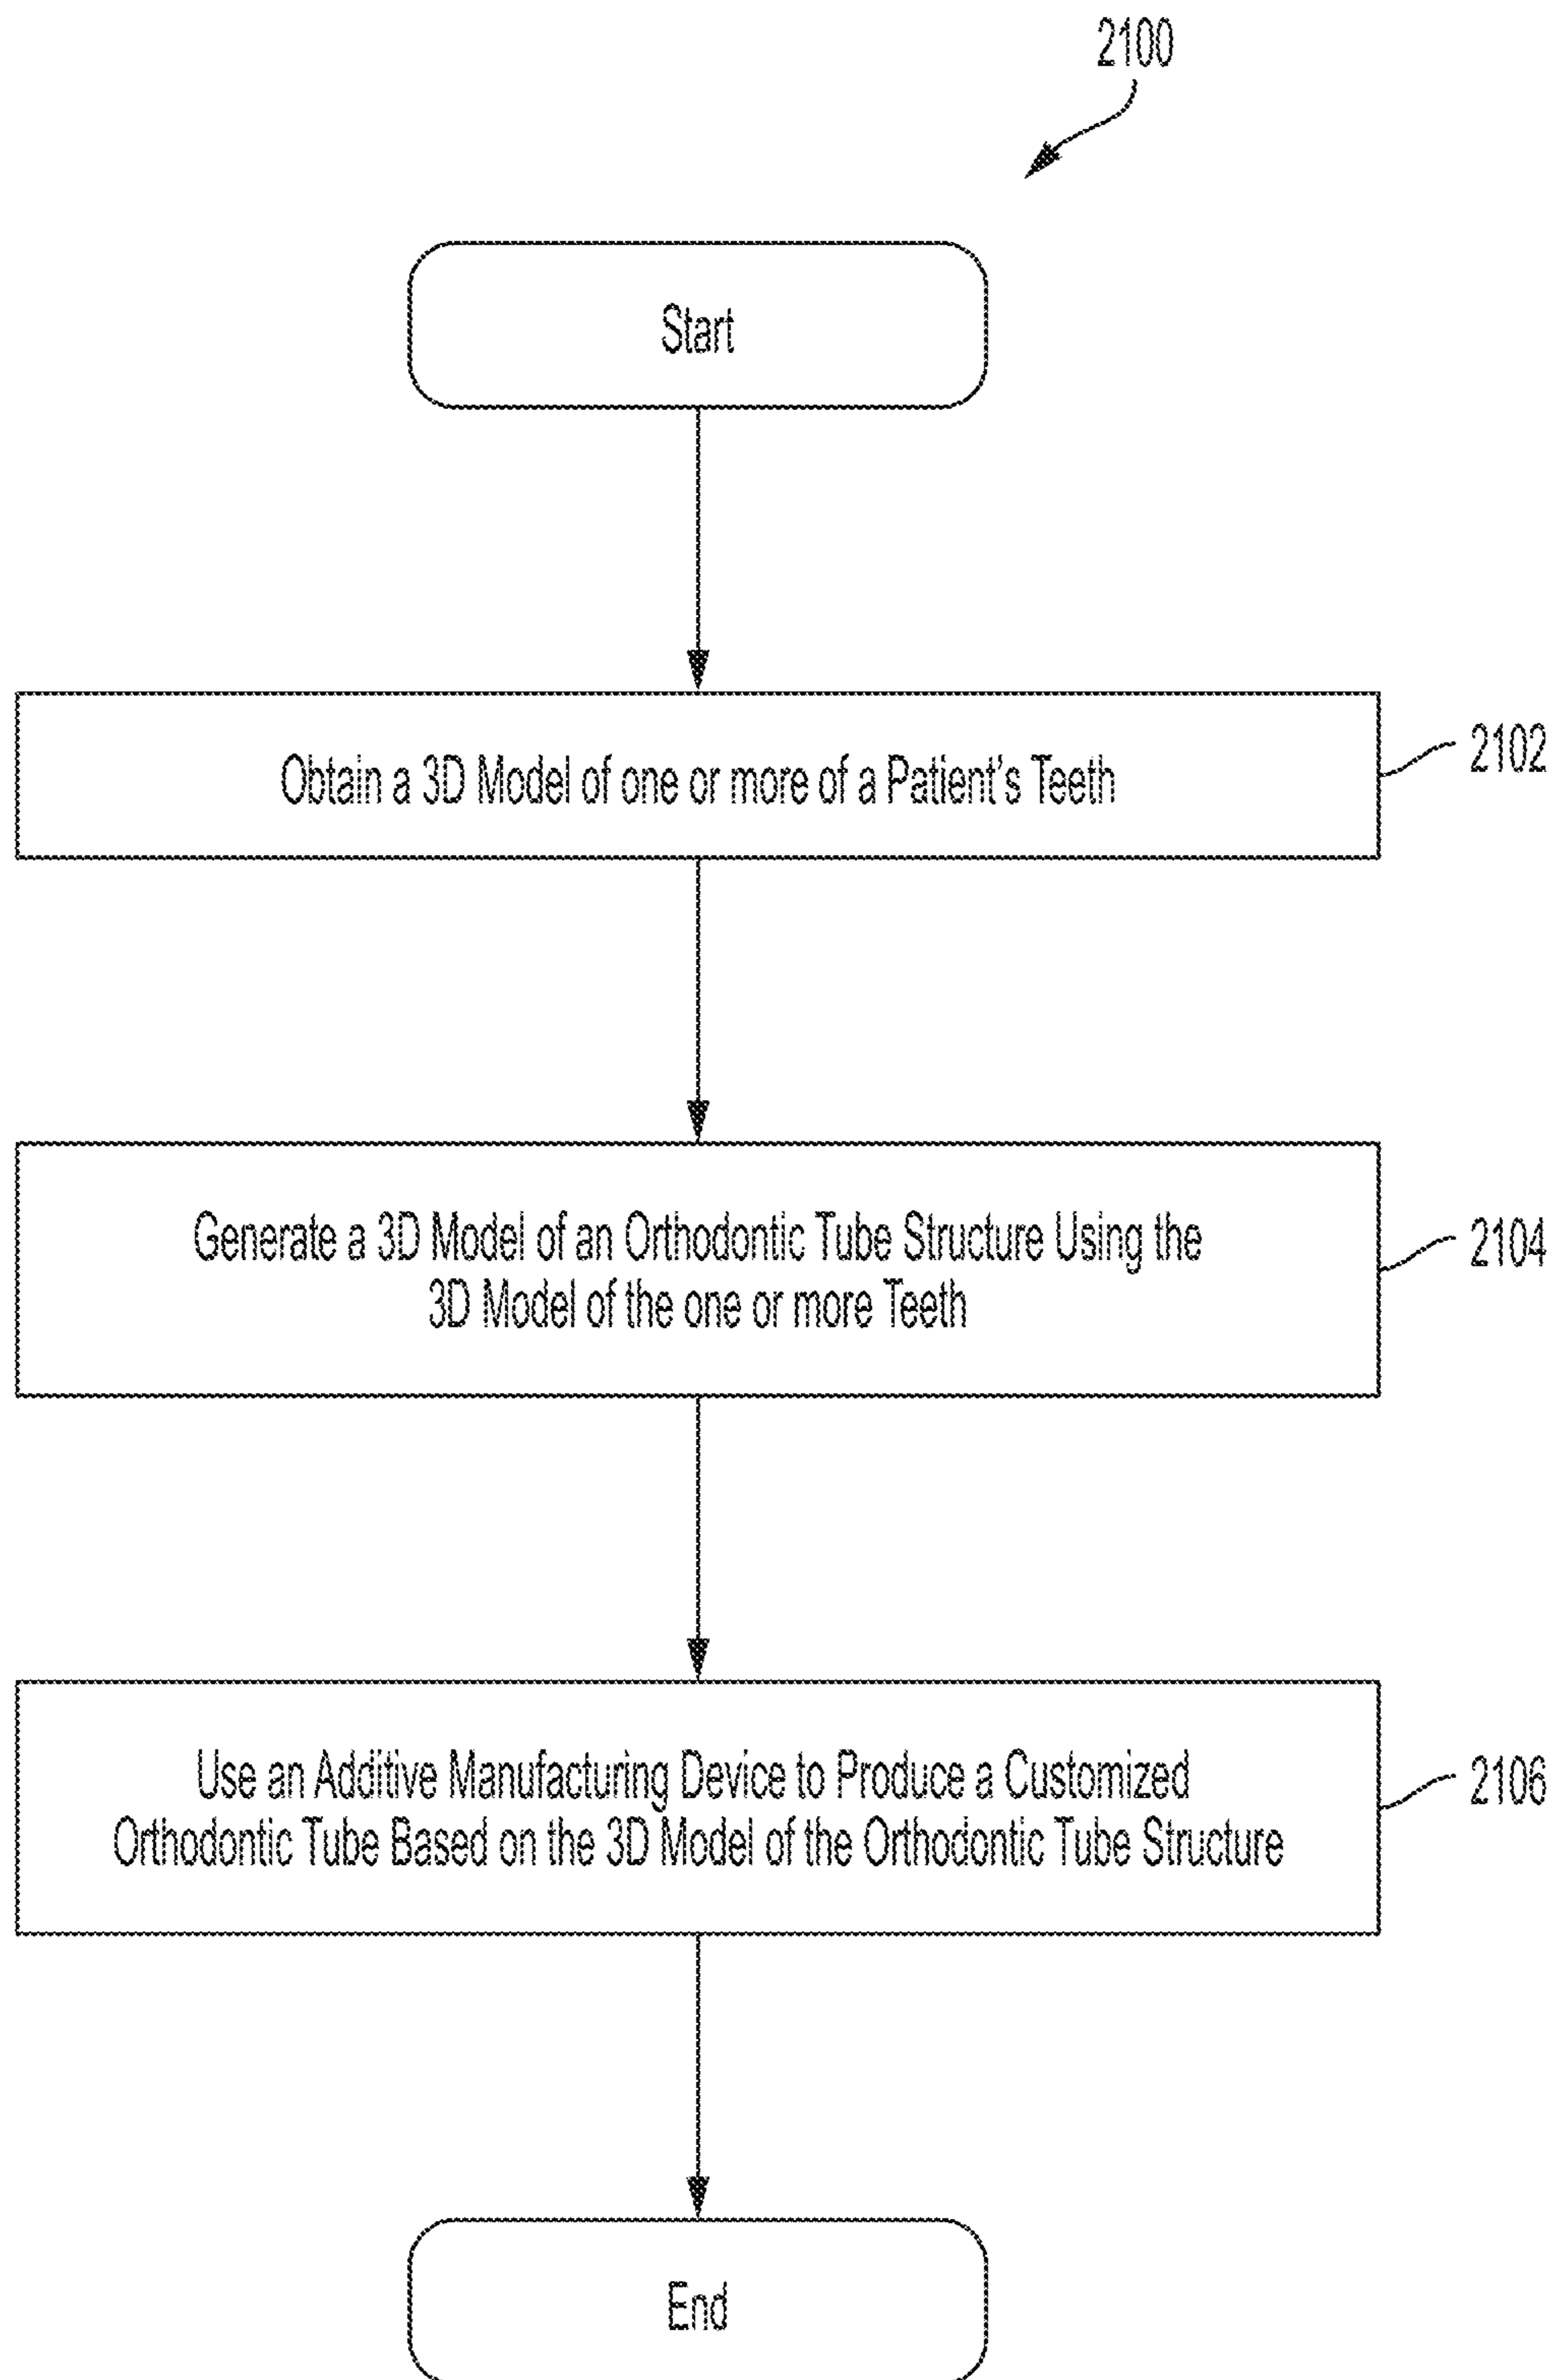 2100
Start
Obtain a 3D Model of one or more of a Patient's Teeth
2102
Generate a 3D Model of an Orthodontic Tube Structure Using the
3D Model of the one or more Teeth
2104
Use an Additive Manufacturing Device to Produce a Customized
Orthodontic Tube Based on the 3D Model of the Orthodontic Tube Structure
2106
End